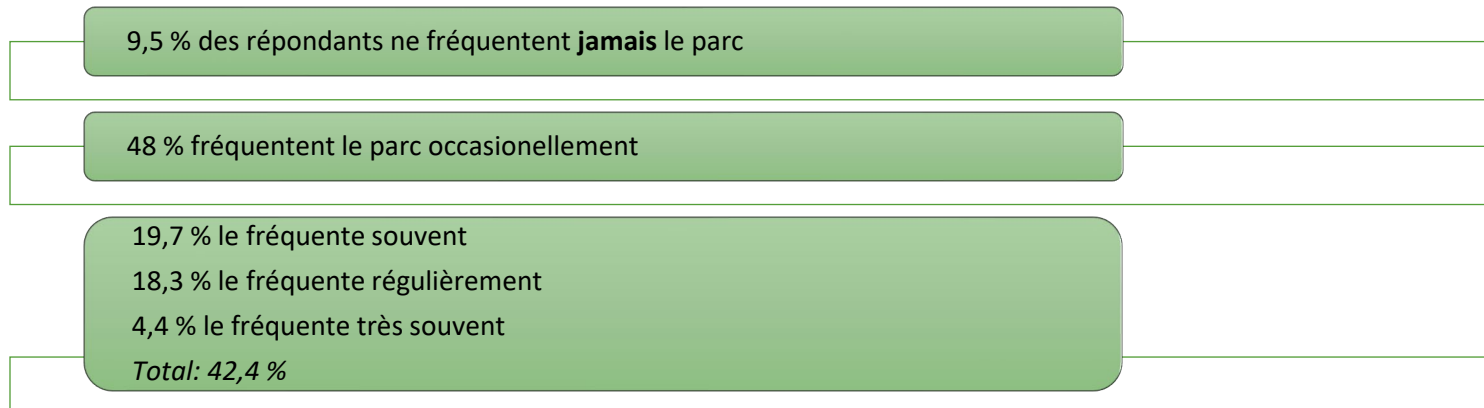 9,5 % des répondants ne fréquentent jamais le parc
48 % fréquentent le parc occasionellement
19,7 % le fréquente souvent
18,3 % le fréquente régulièrement
4,4 % le fréquente très souvent
Total: 42,4 %